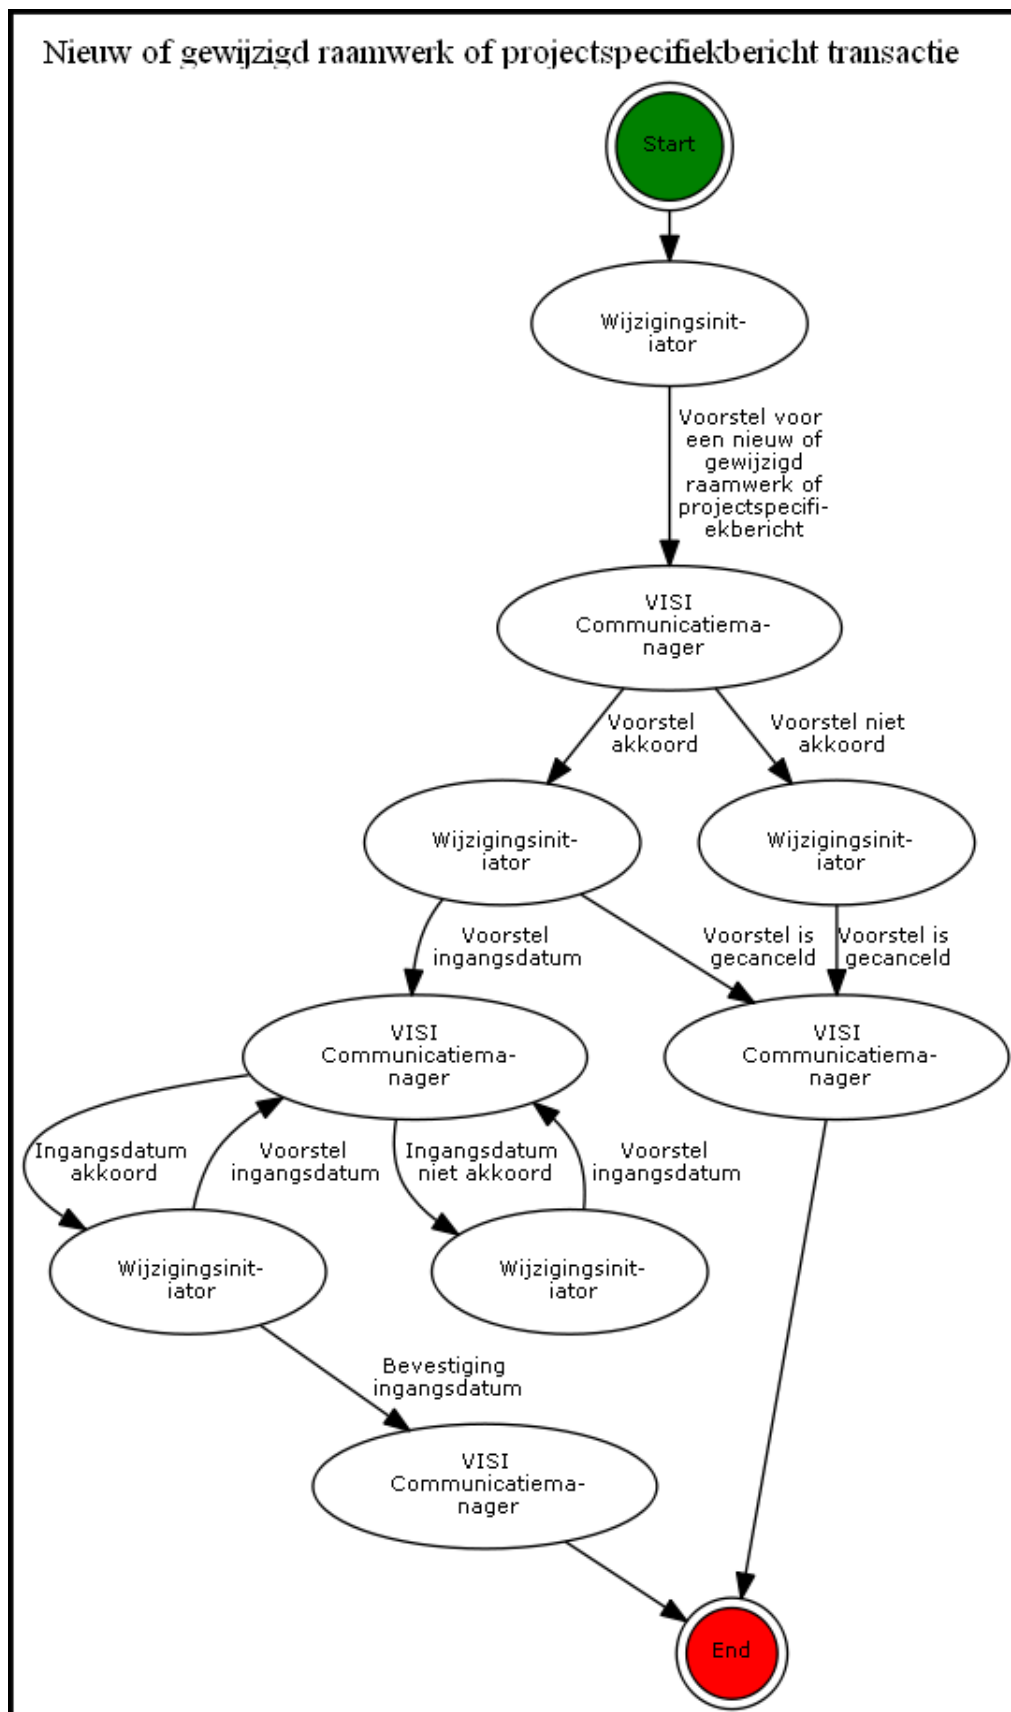 Nieuw of gewijzigd raamwerk of projectspecifiekbericht transactie
Start
Wijzigingsinit-
iator
Voorstel voor
een nieuw of
gewijzigd
raamwerk of
projectspecifi-
ekbericht
VISI
Communicatiema-
nager
Voorstel
akkoord
Voorstel niet
akkoord
Wijzigingsinit-
iator
Wijzigingsinit-
iator
Voorstel
ingangsdatum
Voorstel is
gecanceld
Voorstel is
gecanceld
VISI
Communicatiema-
nager
VISI
Communicatiema-
nager
Ingangsdatum
akkoord
Voorstel
ingangsdatum
Ingangsdatum
niet akkoord
Voorstel
ingangsdatum
Wijzigingsinit-
iator
Wijzigingsinit-
iator
Bevestiging
ingangsdatum
VISI
Communicatiema-
nager
End